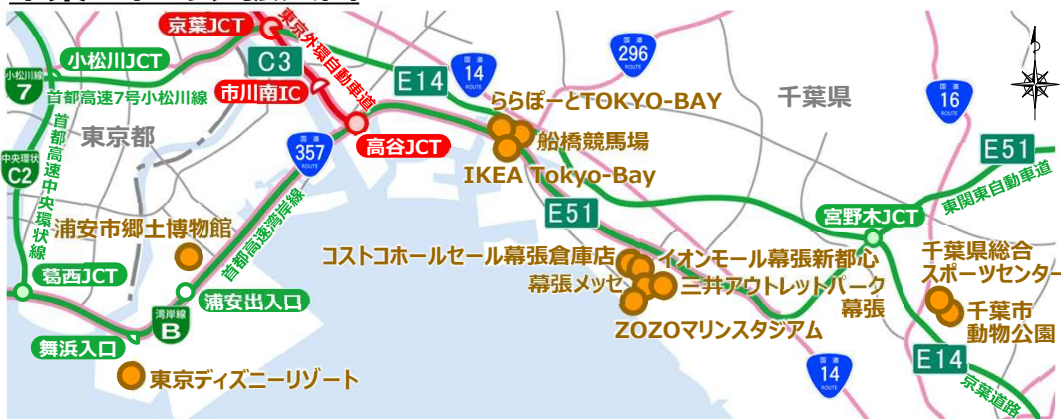 京葉JCT
東京外環自動車道
C3
市川南IC
高谷JCT
小松川JCT
小松川線
7
首都高速7号小松川線
東京都
中央環状
C2
首都高速中央環状線
葛西JCT
浦安市郷土博物館
首都高速湾岸線
浦安出入口
湾岸線
B
舞浜入口
東京ディズニーリゾート
国道
357
ROUTE
E14
国道
14
ROUTE
国道
296
ROUTE
千葉県
国道
16
ROUTE
ららぽーとTOKYO-BAY
船橋競馬場
IKEA Tokyo-Bay
E51
E51
東関東自動車道
宮野木JCT
コストコホールセール幕張倉庫店
イオンモール幕張新都心
幕張メッセ
三井アウトレットパーク
幕張
ZOZOマリンスタジアム
千葉県総合
スポーツセンター
千葉市
動物公園
国道
14
ROUTE
E14
京葉道路